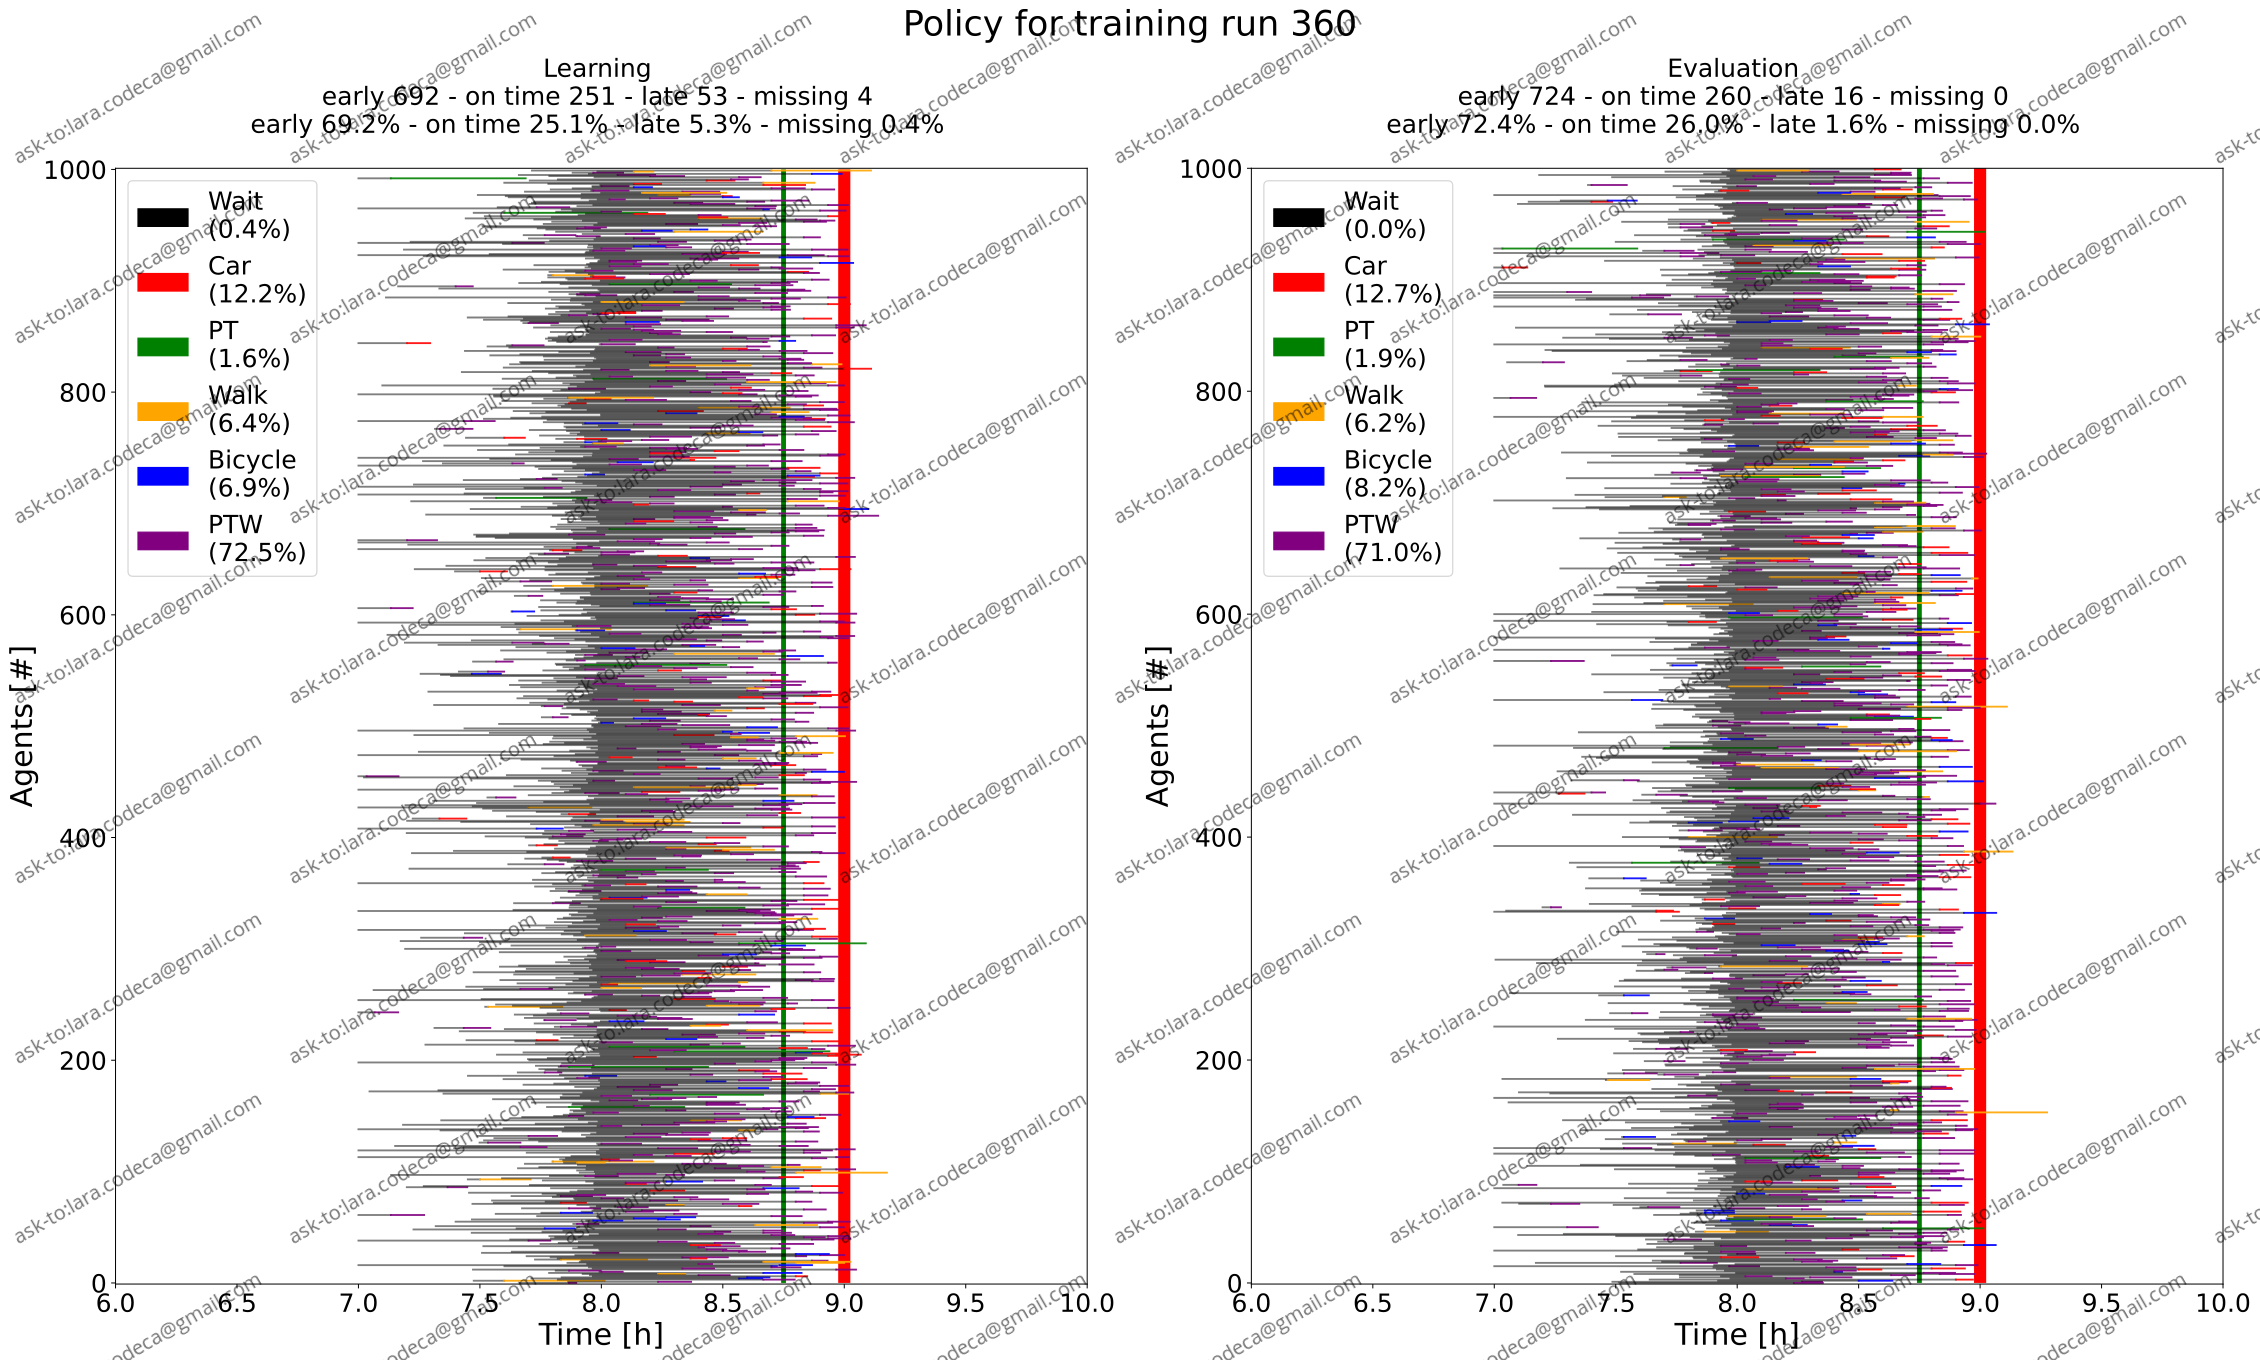 Policy for training run 360
Learning
early 692 - on time 251 - late 53 - missing 4
early 69.2% - on time 25.1% - late 5.3% - missing 0.4%
Wait
(0.4%)
Car
(12.2%)
PT
(1.6%)
Walk
(6.4%)
Bicycle
(6.9%)
PTW
(72.5%)
Agents [#]
1000
800
600
400
200
0
6.0 6.5 7.0 7.5 8.0 8.5 9.0 9.5 10.0
Time [h]
Evaluation
early 724 - on time 260 - late 16 - missing 0
early 72.4% - on time 26.0% - late 1.6% - missing 0.0%
Wait
(0.0%)
Car
(12.7%)
PT
(1.9%)
Walk
(6.2%)
Bicycle
(8.2%)
PTW
(71.0%)
Agents [#]
1000
800
600
400
200
0
6.0 6.5 7.0 7.5 8.0 8.5 9.0 9.5 10.0
Time [h]
ask-to:lara.codeca@gmail.com